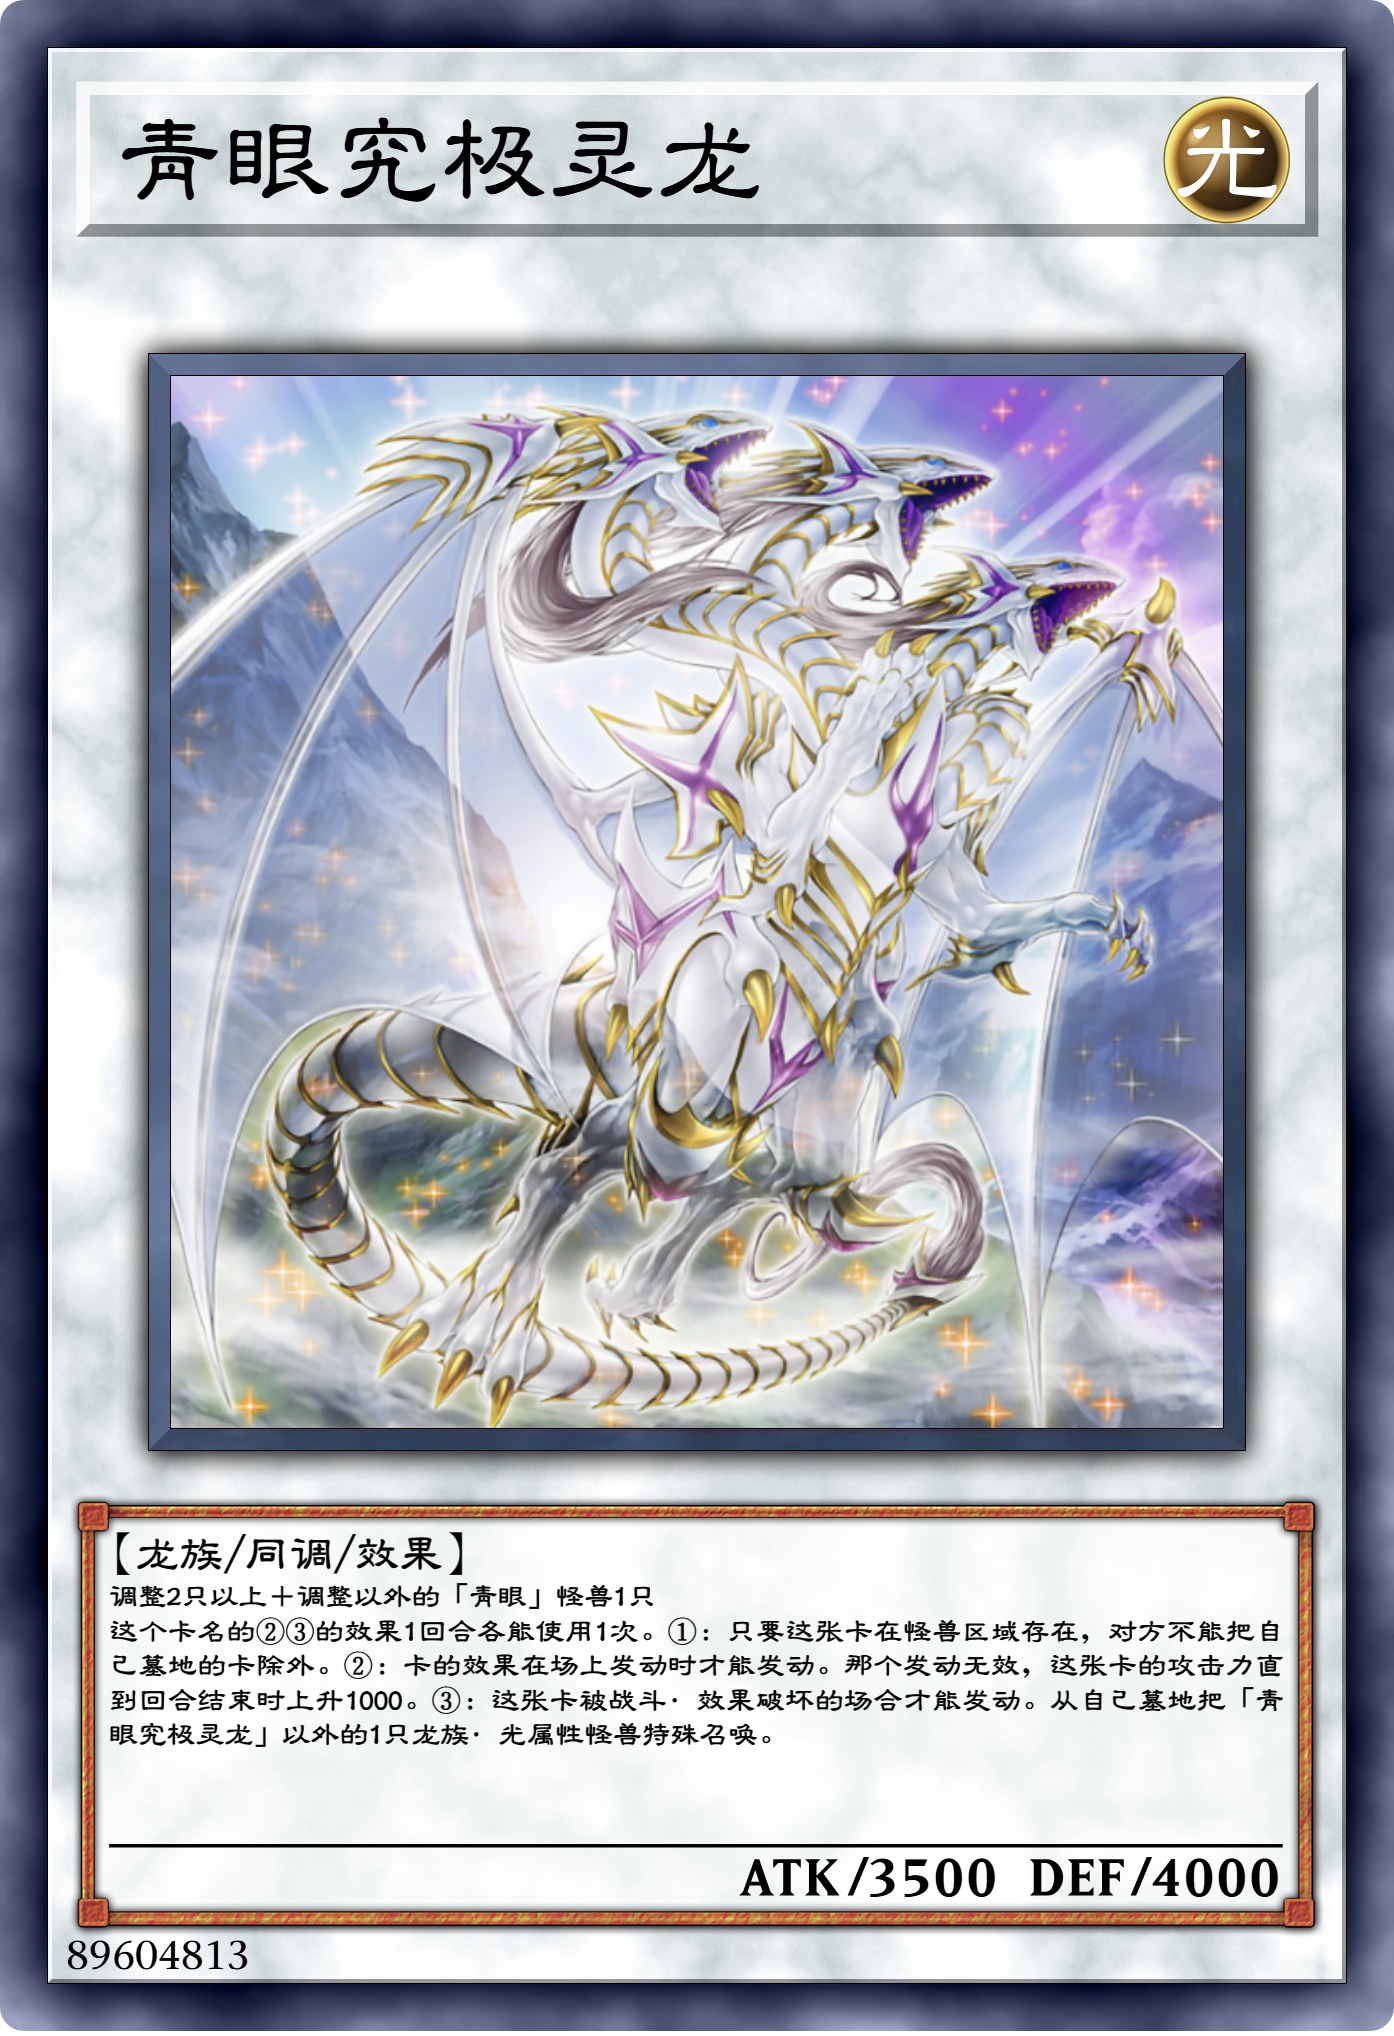 青眼究极灵龙
光
【龙族/同调/效果】
调整2只以上＋调整以外的「青眼」怪兽1只
这个卡名的②③的效果1回合各能使用1次。①：只要这张卡在怪兽区域存在，对方不能把自
己墓地的卡除外。②：卡的效果在场上发动时才能发动。那个发动无效，这张卡的攻击力直
到回合结束时上升1000。③：这张卡被战斗·效果破坏的场合才能发动。从自己墓地把「青
眼究极灵龙」以外的1只龙族·光属性怪兽特殊召唤。
ATK/3500 DEF/4000
89604813